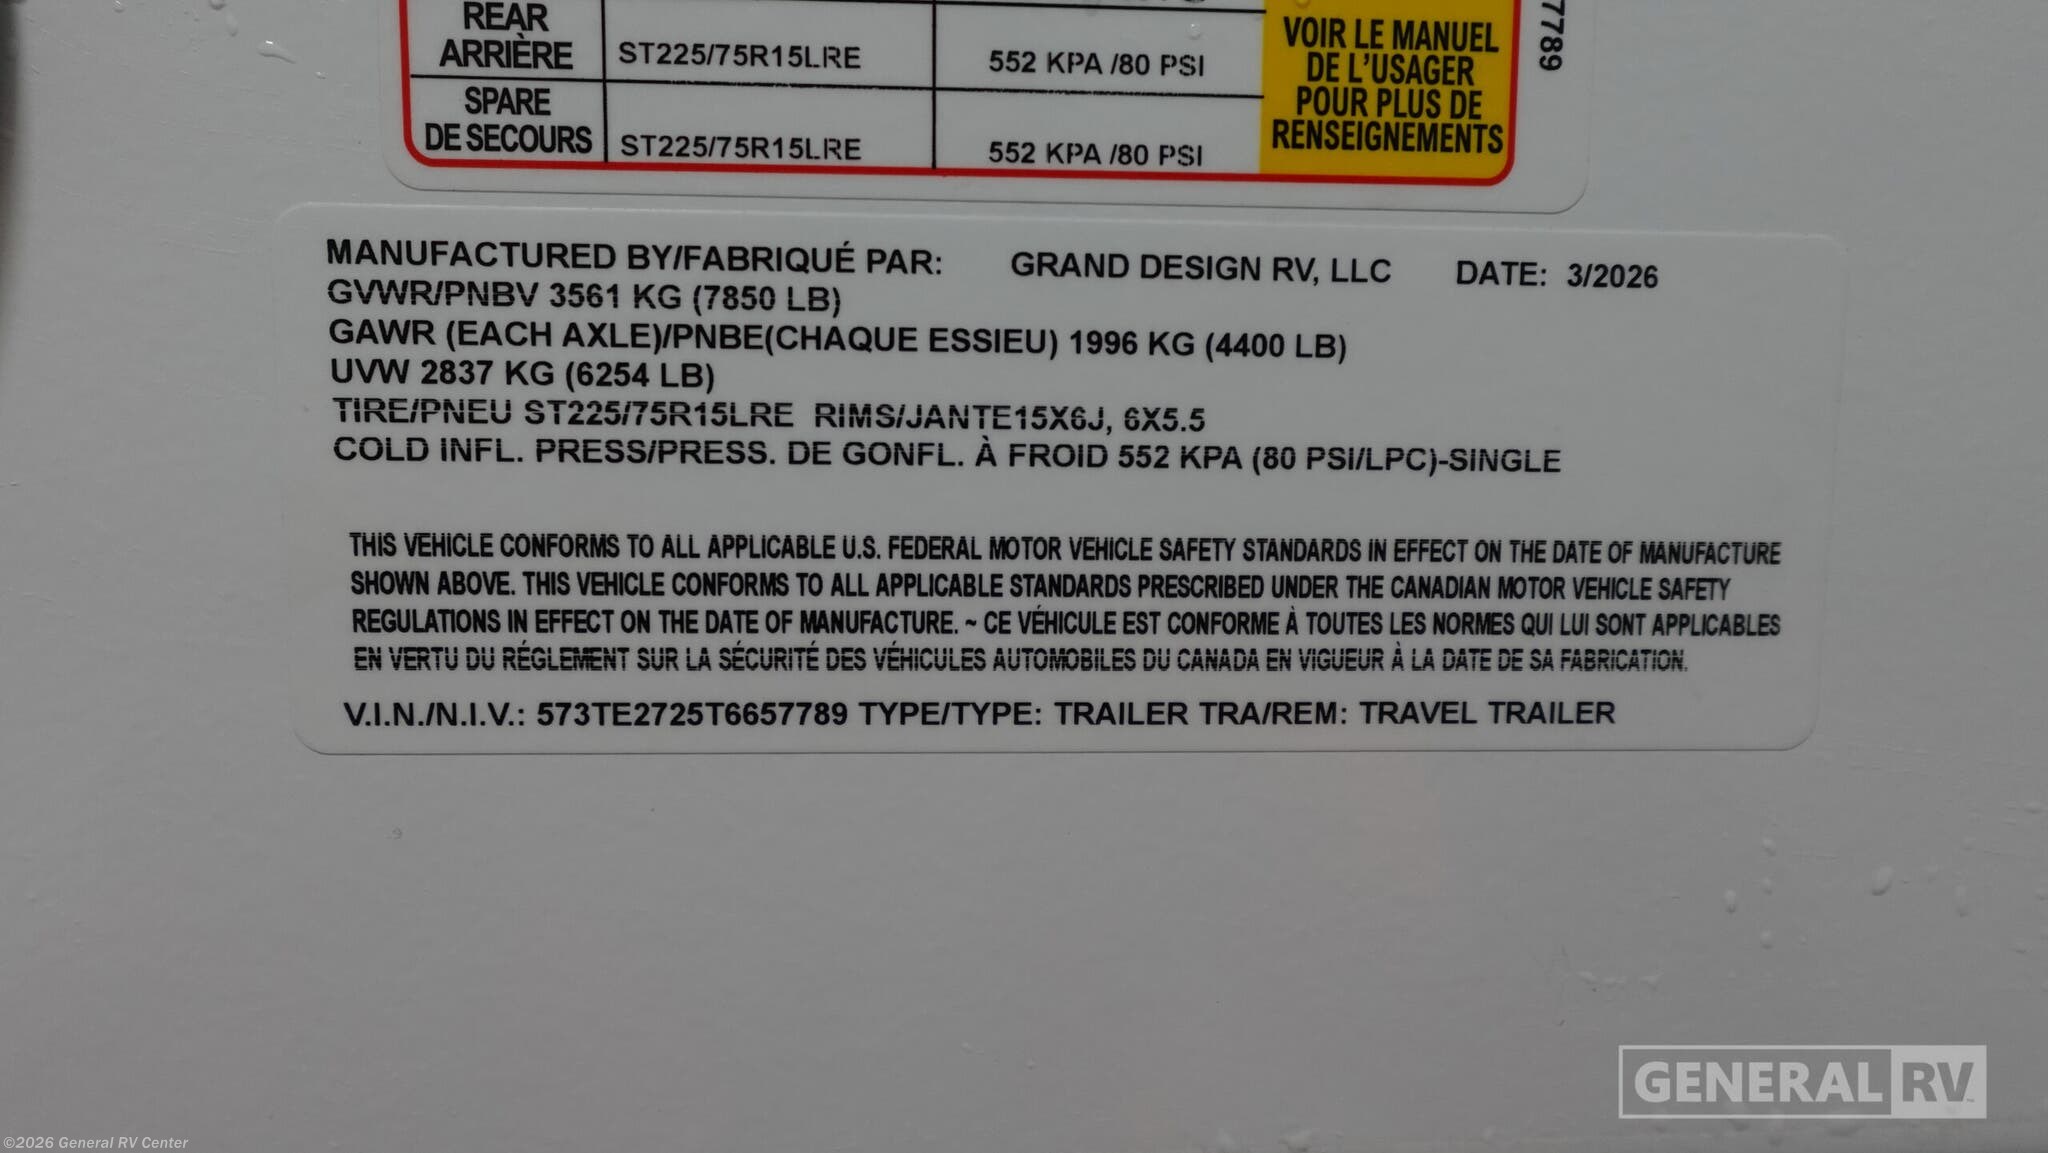 REAR
ARRIÈRE
ST225/75R15LRE
552 KPA /80 PSI
SPARE
DE SECOURS
ST225/75R15LRE
552 KPA /80 PSI
VOIR LE MANUEL
DE L'USAGER
POUR PLUS DE
RENSEIGNEMENTS
7789
MANUFACTURED BY/FABRIQUÉ PAR: GRAND DESIGN RV, LLC DATE: 3/2026
GVWR/PNBV 3561 KG (7850 LB)
GAWR (EACH AXLE)/PNBE(CHAQUE ESSIEU) 1996 KG (4400 LB)
UVW 2837 KG (6254 LB)
TIRE/PNEU ST225/75R15LRE RIMS/JANTE15X6J, 6X5.5
COLD INFL. PRESS/PRESS. DE GONFL. À FROID 552 KPA (80 PSI/LPC)-SINGLE
THIS VEHICLE CONFORMS TO ALL APPLICABLE U.S. FEDERAL MOTOR VEHICLE SAFETY STANDARDS IN EFFECT ON THE DATE OF MANUFACTURE
SHOWN ABOVE. THIS VEHICLE CONFORMS TO ALL APPLICABLE STANDARDS PRESCRIBED UNDER THE CANADIAN MOTOR VEHICLE SAFETY
REGULATIONS IN EFFECT ON THE DATE OF MANUFACTURE. ~ CE VÉHICULE EST CONFORME À TOUTES LES NORMES QUI LUI SONT APPLICABLES
EN VERTU DU RÉGLEMENT SUR LA SÉCURITÉ DES VÉHICULES AUTOMOBILES DU CANADA EN VIGUEUR À LA DATE DE SA FABRICATION.
V.I.N./N.I.V.: 573TE2725T6657789 TYPE/TYPE: TRAILER TRA/REM: TRAVEL TRAILER
GENERAL RV
©2026 General RV Center